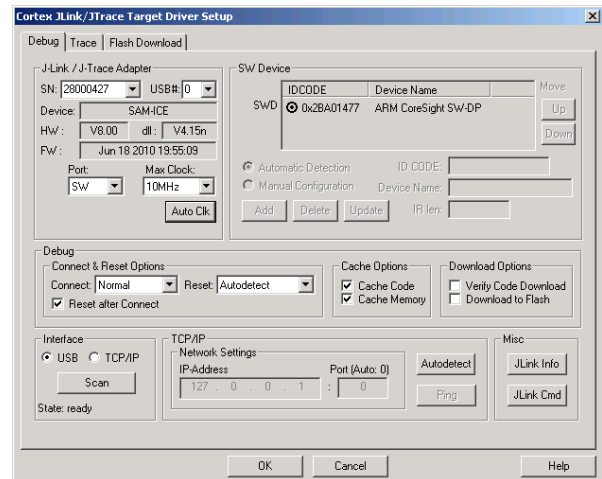 Cortex JLink/JTrace Target Driver Setup
Debug Trace Flash Download
J-Link / J-Trace Adapter
SN: 28000427 USB#: 0
Device: SAM-ICE
HW : V8.00 dll : V4.15n
FW : Jun 18 2010 19:55:09
Port: Max Clock:
SW 10MHz
Auto Clk
SW Device
IDCODE Device Name Move
SWD 0x2BA01477 ARM CoreSight SW-DP Up
Down
Automatic Detection ID CODE:
Manual Configuration Device Name:
Add Delete Update IR len:
Debug
Connect & Reset Options
Connect: Normal Reset: Autodetect
Reset after Connect
Cache Options
Cache Code
Cache Memory
Download Options
Verify Code Download
Download to Flash
Interface
USB TCP/IP
Scan
State: ready
TCP/IP
Network Settings
IP-Address Port (Auto: 0)
127 . 0 . 0 . 1 : 0
Autodetect
Ping
Misc
JLink Info
JLink Cmd
OK Cancel Help